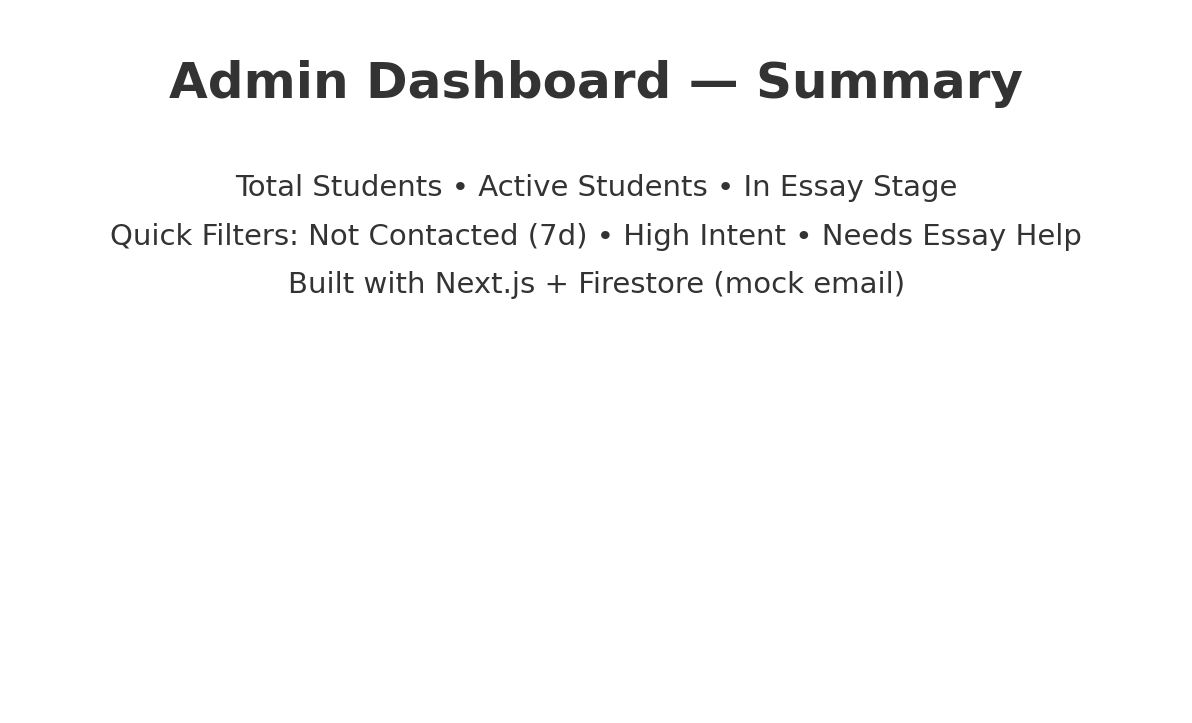 Admin Dashboard — Summary
Total Students • Active Students • In Essay Stage
Quick Filters: Not Contacted (7d) • High Intent • Needs Essay Help
Built with Next.js + Firestore (mock email)